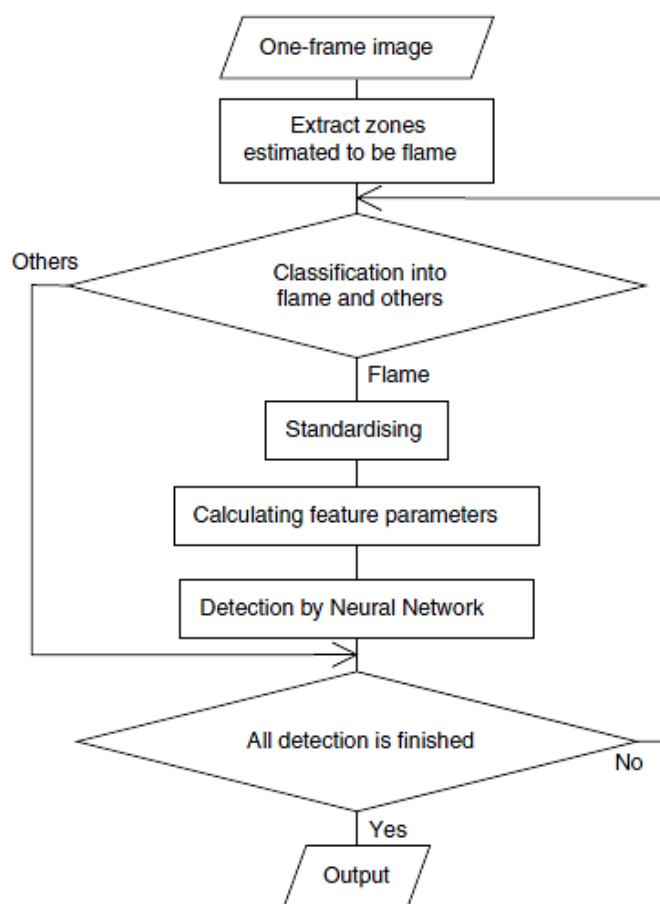 One-frame image
Extract zones
estimated to be flame
Others
Classification into
flame and others
Flame
Standardising
Calculating feature parameters
Detection by Neural Network
All detection is finished
No
Yes
Output